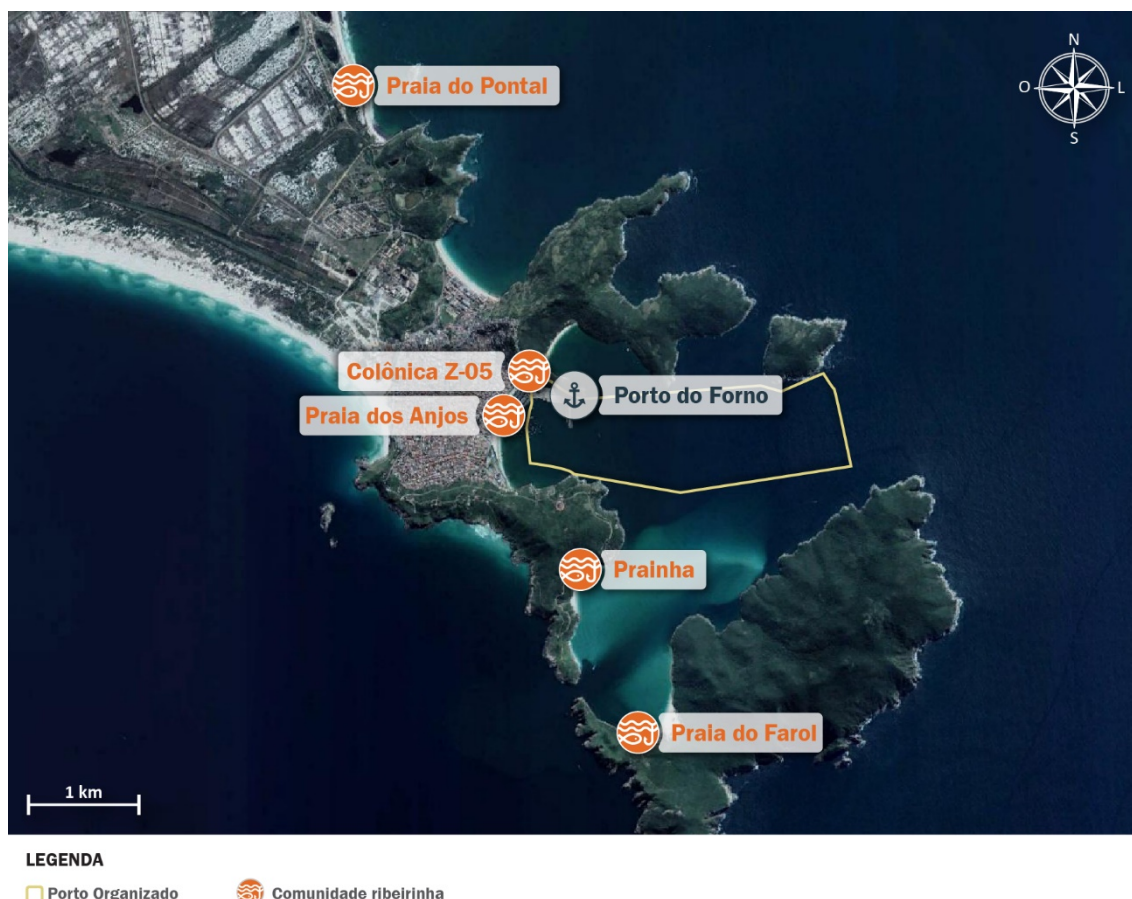 N
Praia do Pontal
O
L
S
Colônica Z-05
Porto do Forno
Praia dos Anjos
Prainha
Praia do Farol
1 km
LEGENDA
Porto Organizado
Comunidade ribeirinha